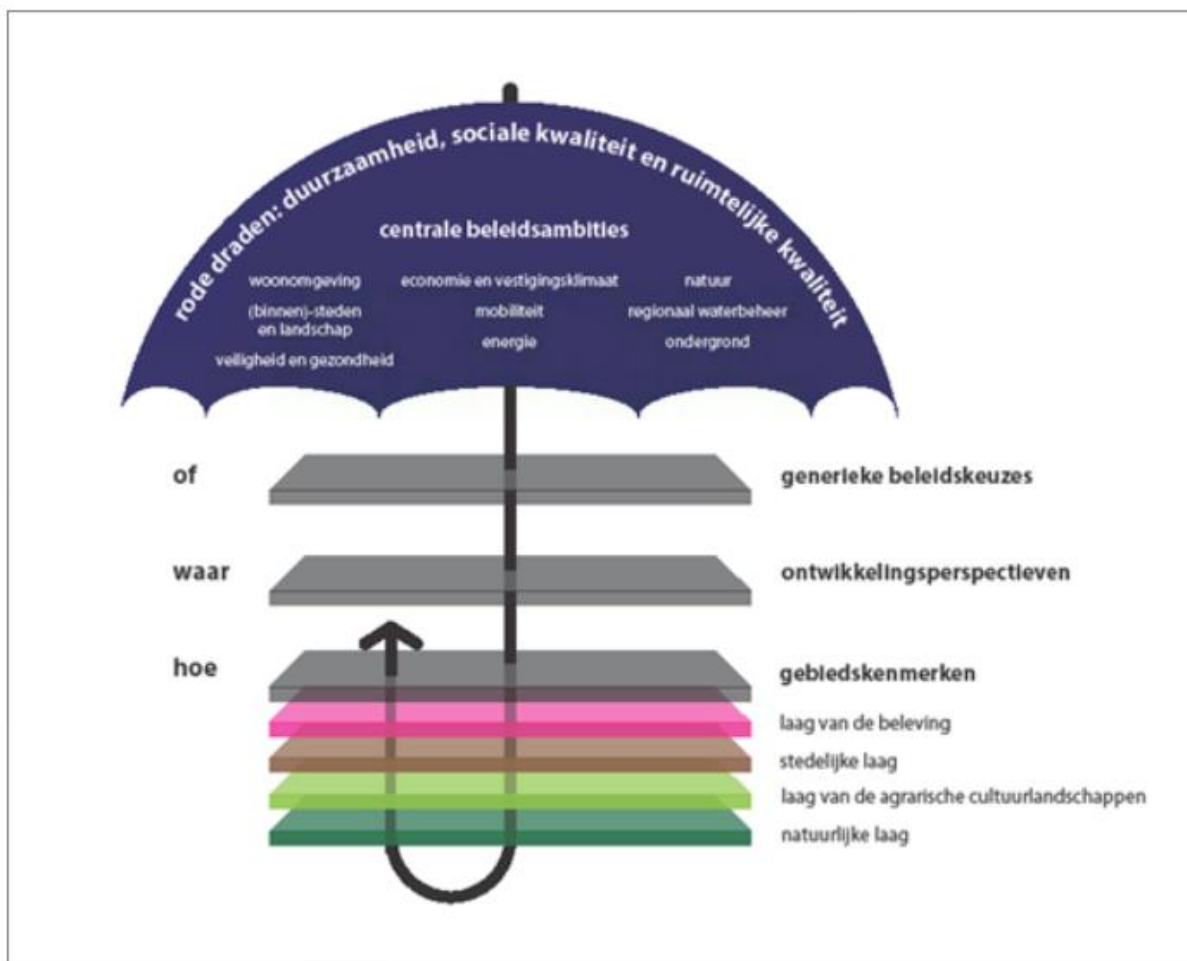 rode draden: duurzaamheid, sociale kwaliteit en ruimtelijke kwaliteit
centrale beleidsambities
woonomgeving
(binnen)-steden
en landschap
veiligheid en gezondheid
economie en vestigingsklimaat
mobiliteit
energie
natuur
regionaal waterbeheer
ondergrond
of
generieke beleidskeuzes
waar
ontwikkelingsperspectieven
hoe
gebiedskenmerken
laag van de beleving
stedelijke laag
laag van de agrarische cultuurlandschappen
natuurlijke laag